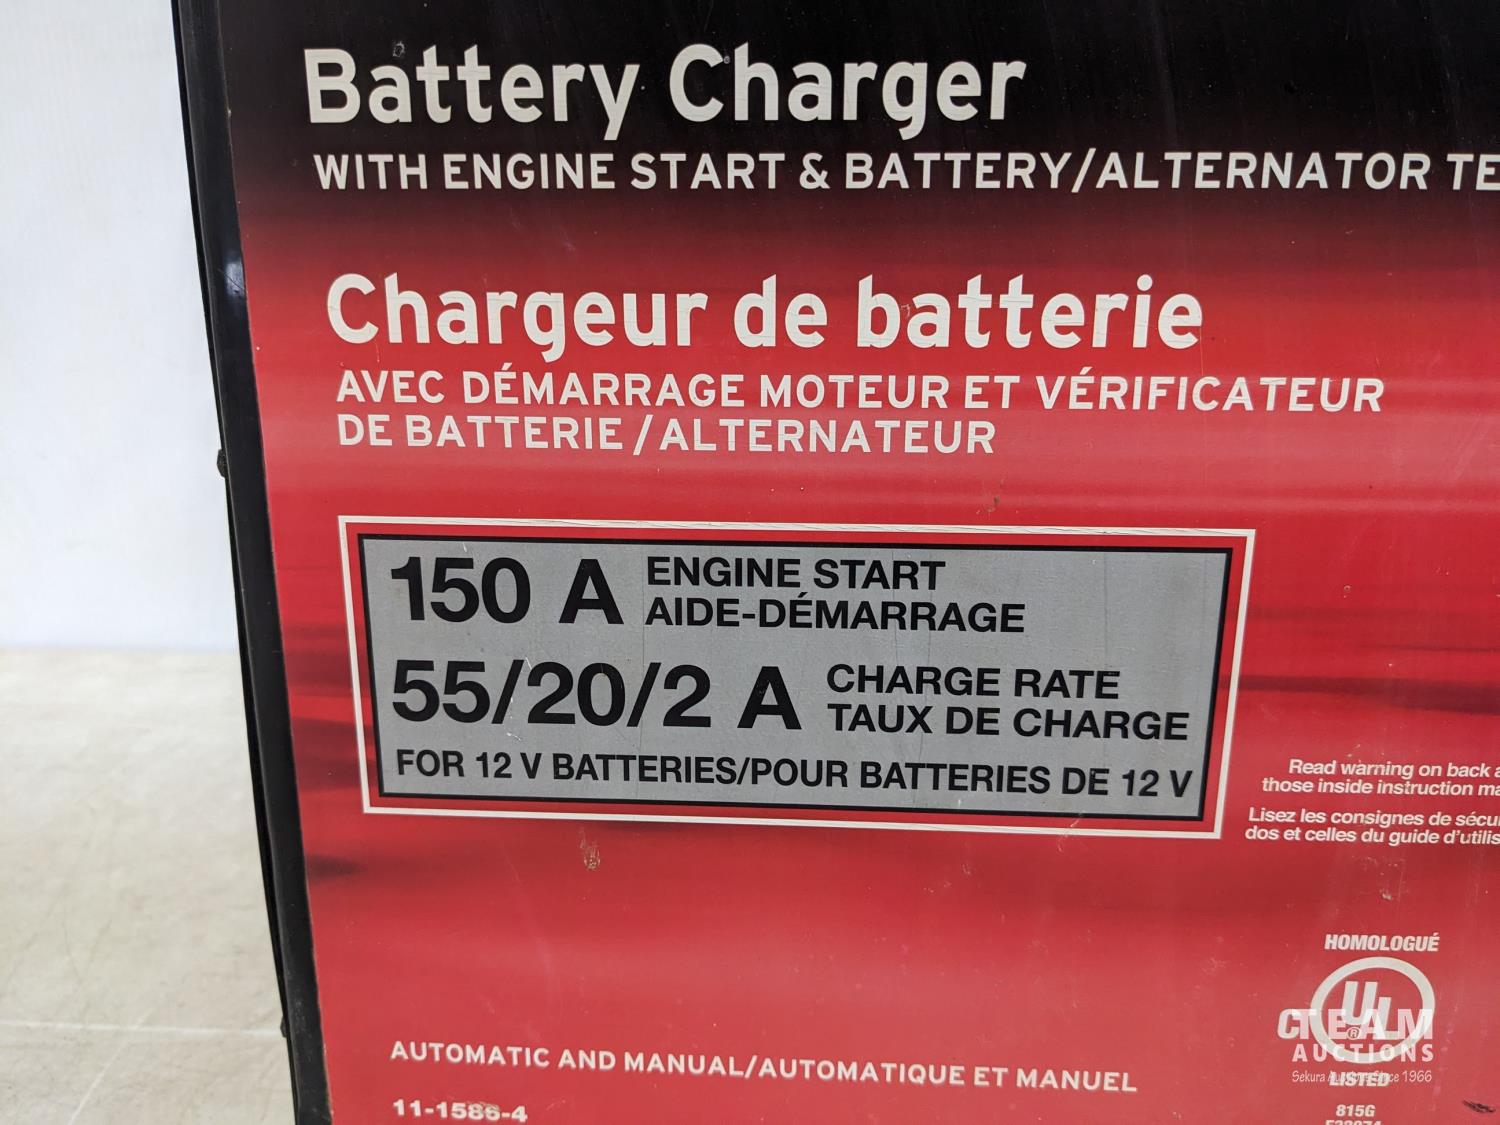 Battery Charger
WITH ENGINE START & BATTERY/ALTERNATOR TE
Chargeur de batterie
AVEC DÉMARRAGE MOTEUR ET VÉRIFICATEUR
DE BATTERIE/ALTERNATEUR
150 A ENGINE START
AIDE-DÉMARRAGE
55/20/2 A CHARGE RATE
TAUX DE CHARGE
FOR 12 V BATTERIES/POUR BATTERIES DE 12 V
Read warning on back
those inside instruction
Lisez les consignes de
dos et celles du guide
HOMOLOGUÉ
UL
®
TEAM
AUCTIONS
Since 1966
LISTED
815G
AUTOMATIC AND MANUAL/AUTOMATIQUE ET MANUEL
11-1586-4